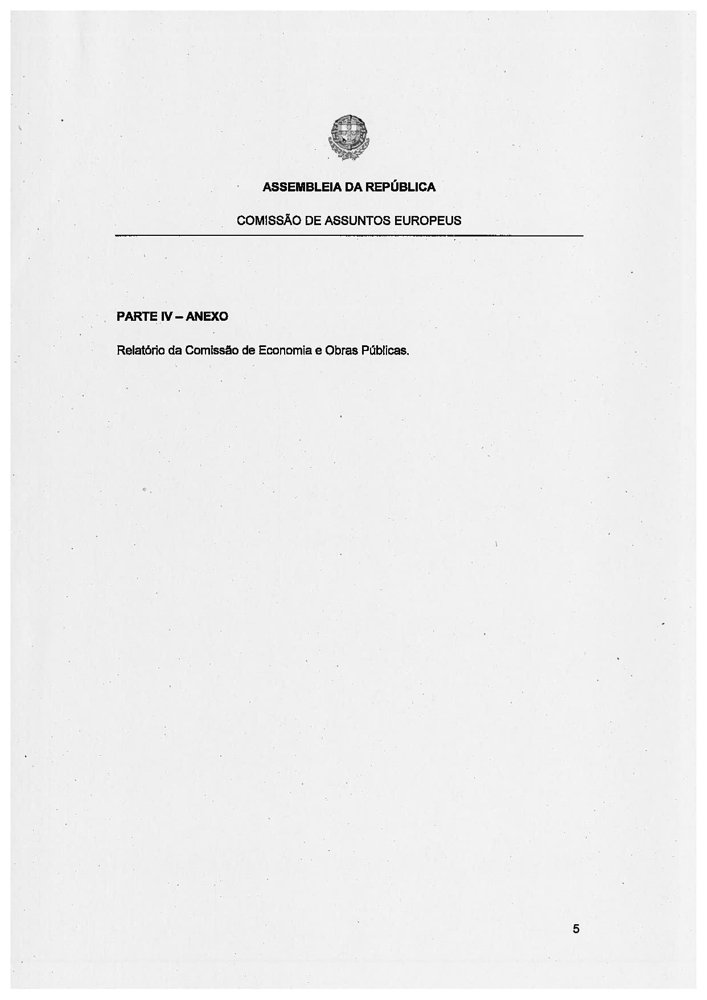 ASSEMBLEIA DA REPÚBLICA
COMISSÃO DE ASSUNTOS EUROPEUS
PARTE IV – ANEXO
Relatório da Comissão de Economia e Obras Públicas.
5